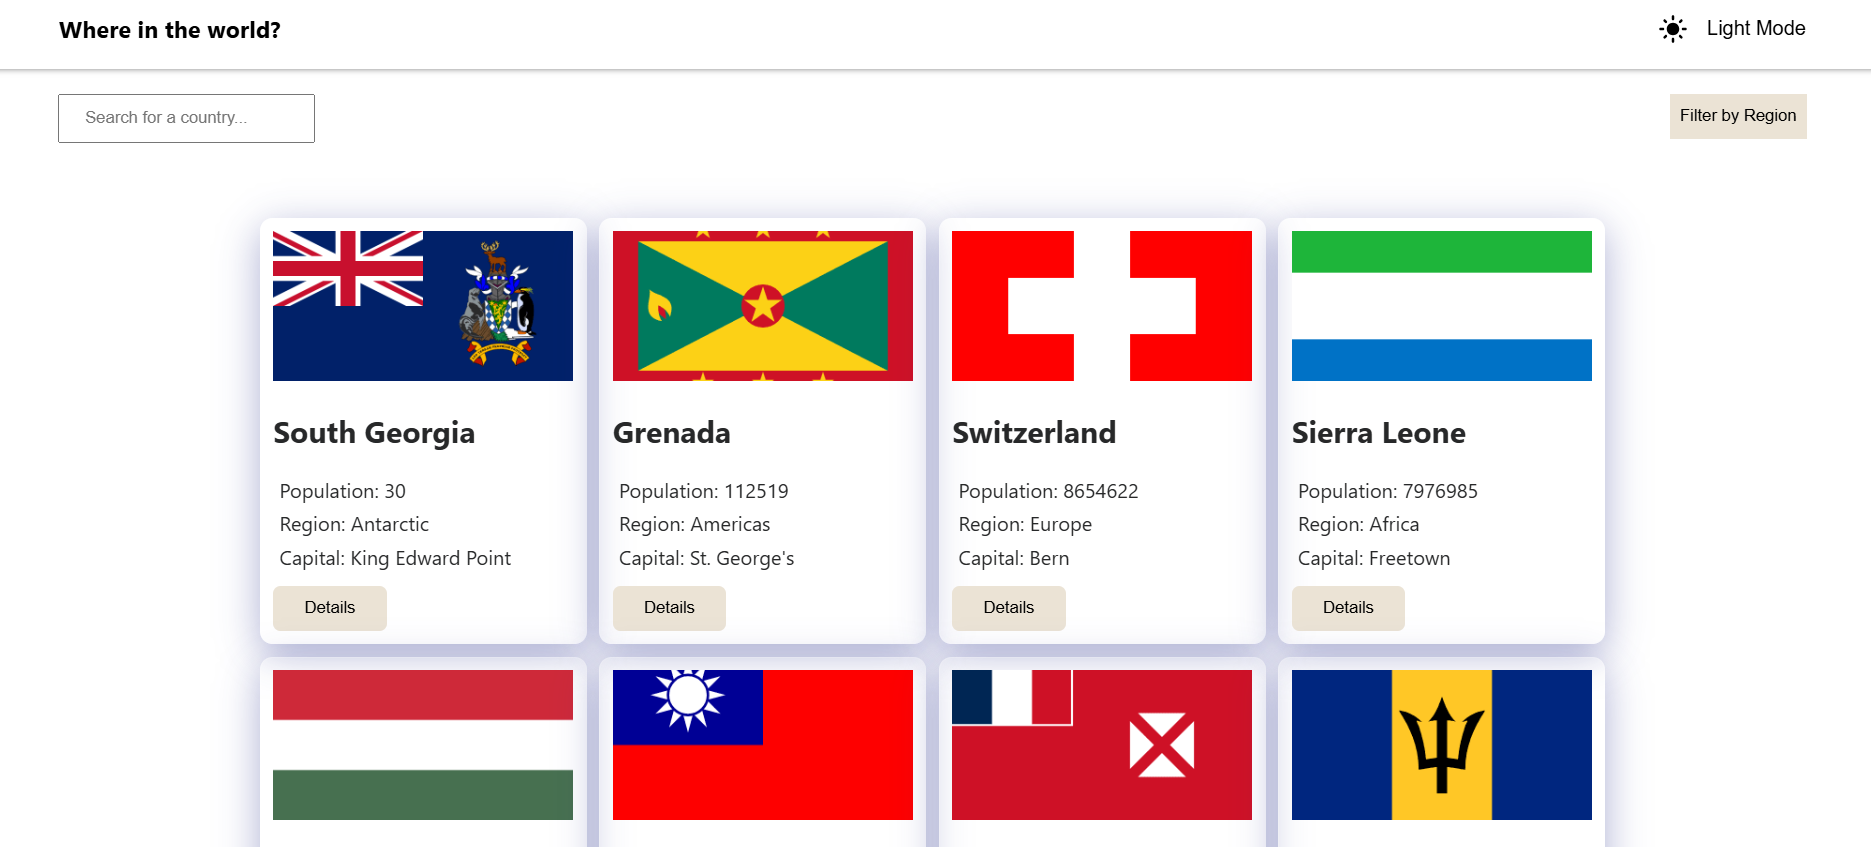 Where in the world?
Light Mode
Search for a country...
Filter by Region
South Georgia
Population: 30
Region: Antarctic
Capital: King Edward Point
Details
Grenada
Population: 112519
Region: Americas
Capital: St. George's
Details
Switzerland
Population: 8654622
Region: Europe
Capital: Bern
Details
Sierra Leone
Population: 7976985
Region: Africa
Capital: Freetown
Details